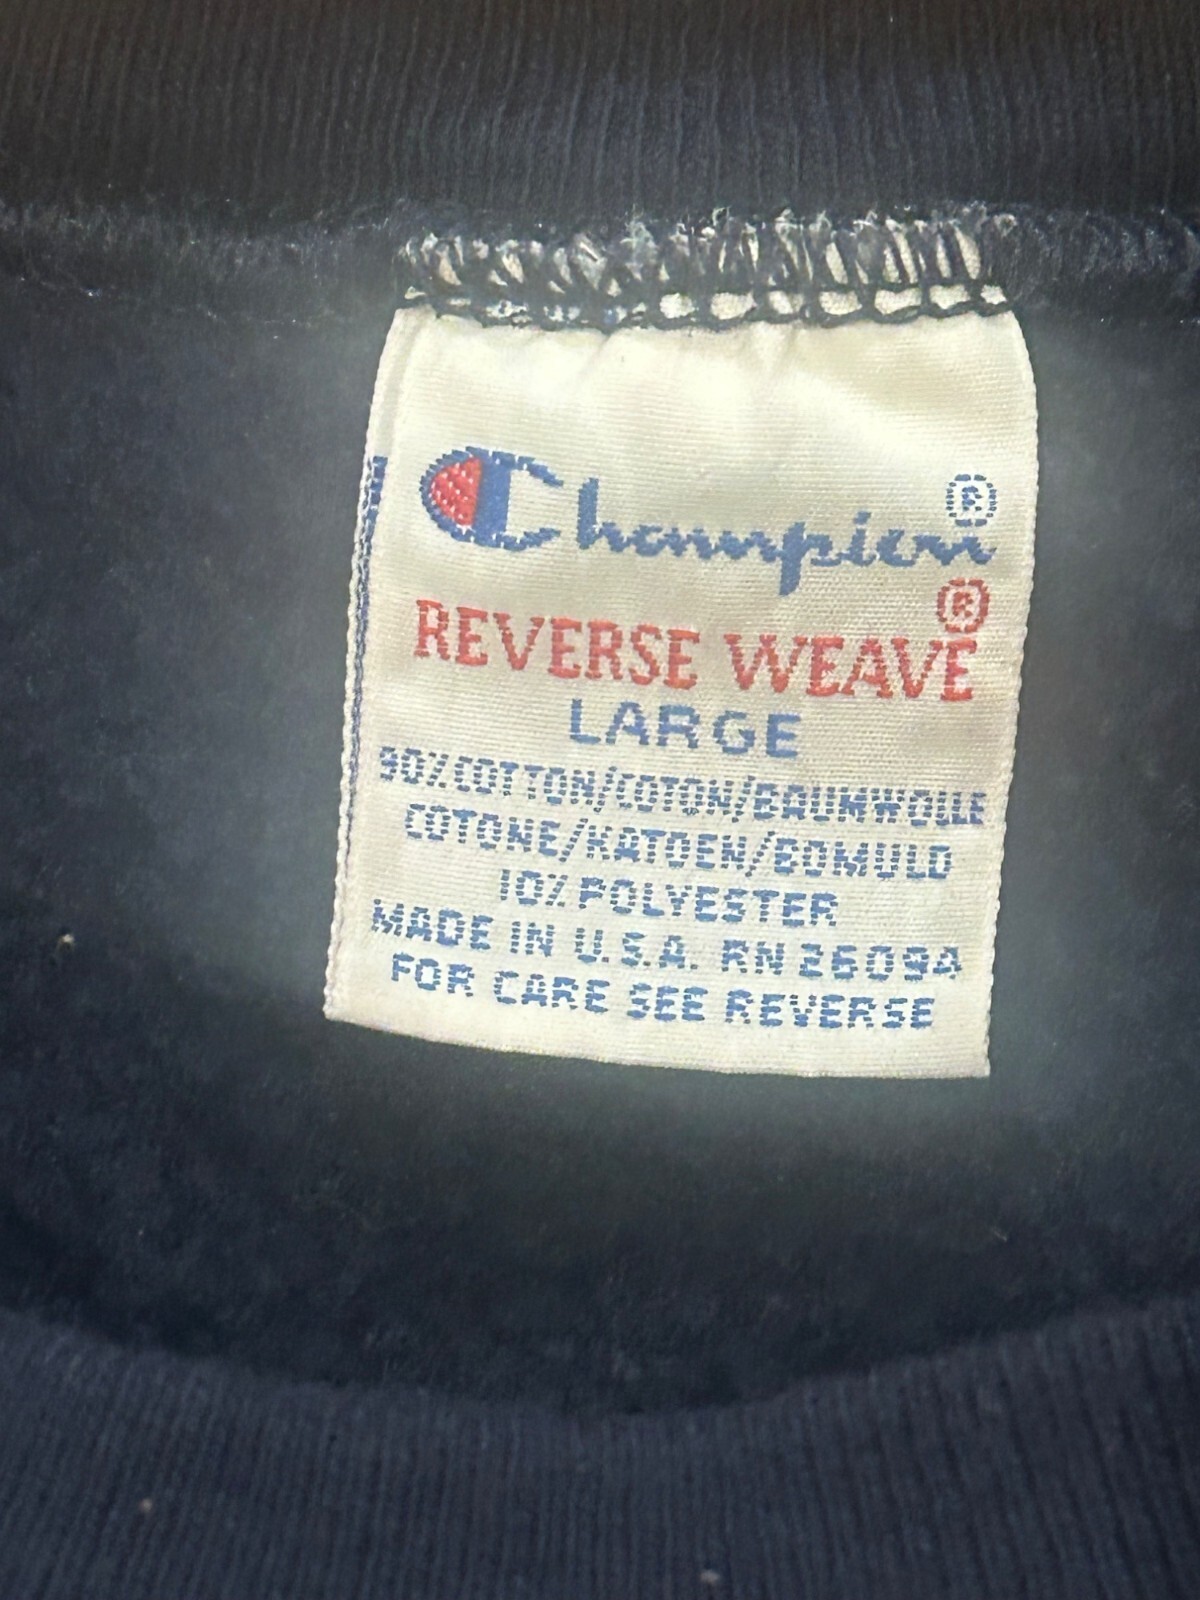 Champion®
REVERSE WEAVE®
LARGE
90% COTTON/COTON/BAUMWOLLE
COTONE/KATOEN/BOMULD
10% POLYESTER
MADE IN U.S.A. RN 26094
FOR CARE SEE REVERSE